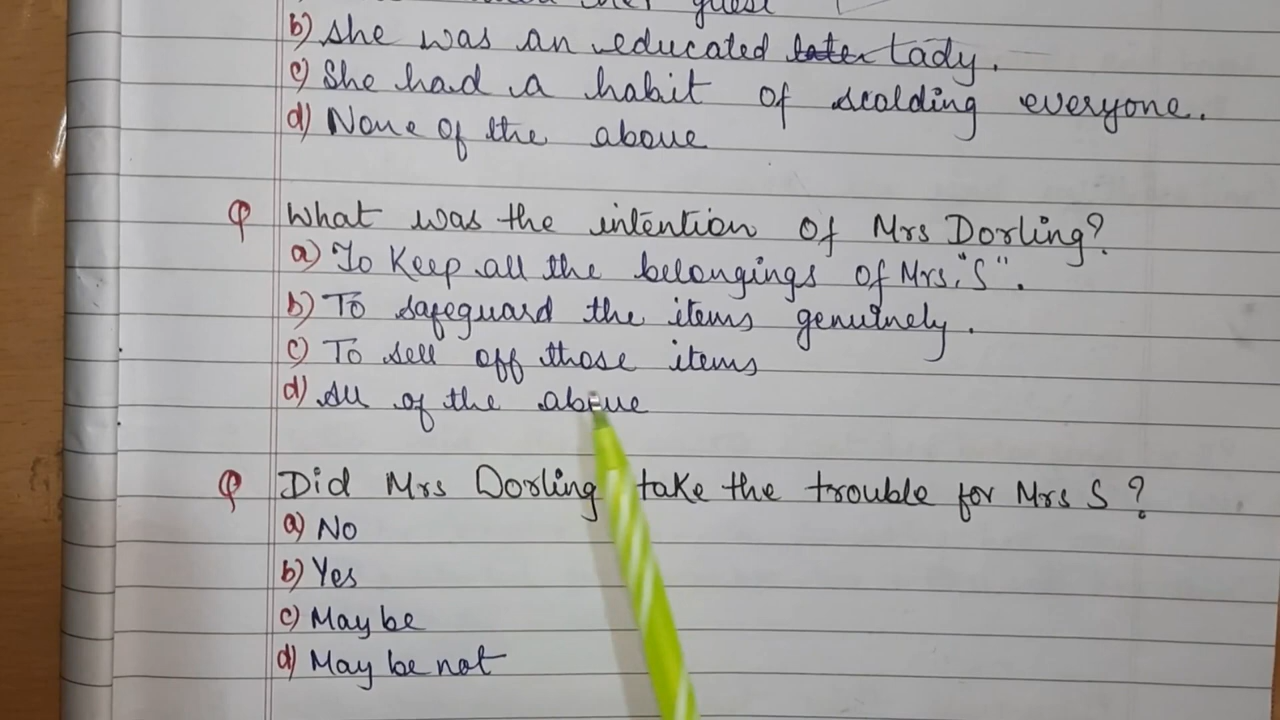 guest
b) She was an educated later Lady.
c) She had a habit of scolding everyone.
d) None of the above
Q What was the intention of Mrs Dorling?
a) To Keep all the belongings of Mrs. "S".
b) To safeguard the items genuinely.
c) To sell off those items
d) All of the above
Q Did Mrs Dorling take the trouble for Mrs S?
a) No
b) Yes
c) May be
d) May be not